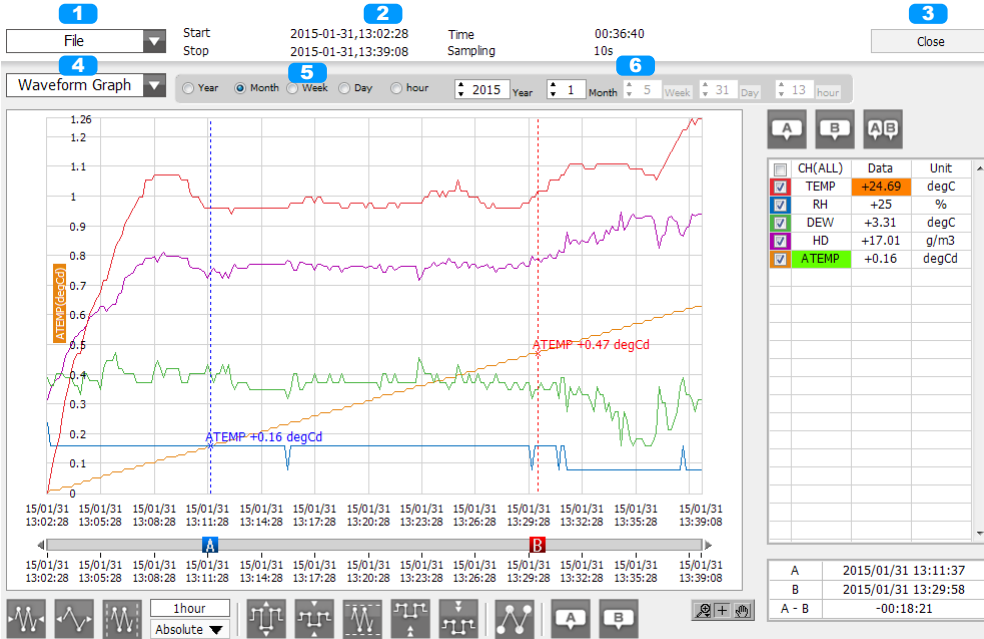 1 2 3
File Start 2015-01-31,13:02:28 Time 00:36:40 Close
Stop 2015-01-31,13:39:08 Sampling 10s
4 5 6
Waveform Graph Year Month Week Day hour 2015 Year 1 Month 5 Week 31 Day 13 hour
A B A B
1.26
1.2
1.1
1
0.9
0.8
0.7
0.6
0.5
0.4
0.3
0.2
0.1
0
ATEMP(degCd)
ATEMP +0.47 degCd
ATEMP +0.16 degCd
15/01/31 15/01/31 15/01/31 15/01/31 15/01/31 15/01/31 15/01/31 15/01/31 15/01/31 15/01/31 15/01/31 15/01/31 15/01/31
13:02:28 13:05:28 13:08:28 13:11:28 13:14:28 13:17:28 13:20:28 13:23:28 13:26:28 13:29:28 13:32:28 13:35:28 13:39:08
A B
15/01/31 15/01/31 15/01/31 15/01/31 15/01/31 15/01/31 15/01/31 15/01/31 15/01/31 15/01/31 15/01/31 15/01/31 15/01/31
13:02:28 13:05:28 13:08:28 13:11:28 13:14:28 13:17:28 13:20:28 13:23:28 13:26:28 13:29:28 13:32:28 13:35:28 13:39:08
CH(ALL) Data Unit
TEMP +24.69 degC
RH +25 %
DEW +3.31 degC
HD +17.01 g/m3
ATEMP +0.16 degCd
A 2015/01/31 13:11:37
B 2015/01/31 13:29:58
A - B -00:18:21
1hour
Absolute
A B